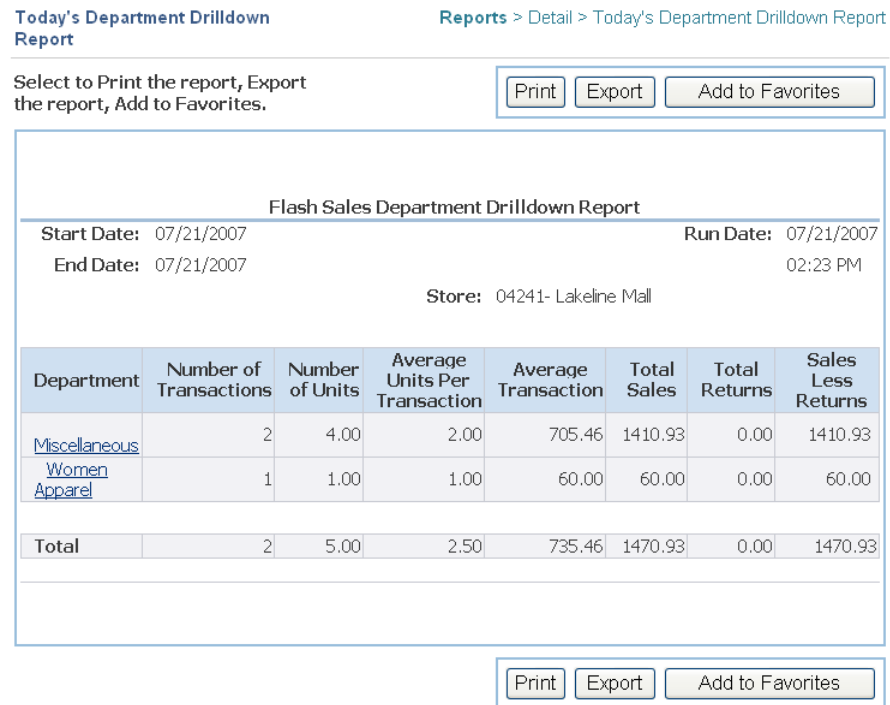 Today's Department Drilldown
Report
Reports > Detail > Today's Department Drilldown Report
Select to Print the report, Export
the report, Add to Favorites.
Print Export Add to Favorites
Flash Sales Department Drilldown Report
Start Date: 07/21/2007 Run Date: 07/21/2007
End Date: 07/21/2007 02:23 PM
Store: 04241- Lakeline Mall
Department Number of Transactions Number of Units Average Units Per Transaction Average Transaction Total Sales Total Returns Sales Less Returns
Miscellaneous 2 4.00 2.00 705.46 1410.93 0.00 1410.93
Women Apparel 1 1.00 1.00 60.00 60.00 0.00 60.00
Total 2 5.00 2.50 735.46 1470.93 0.00 1470.93
Print Export Add to Favorites